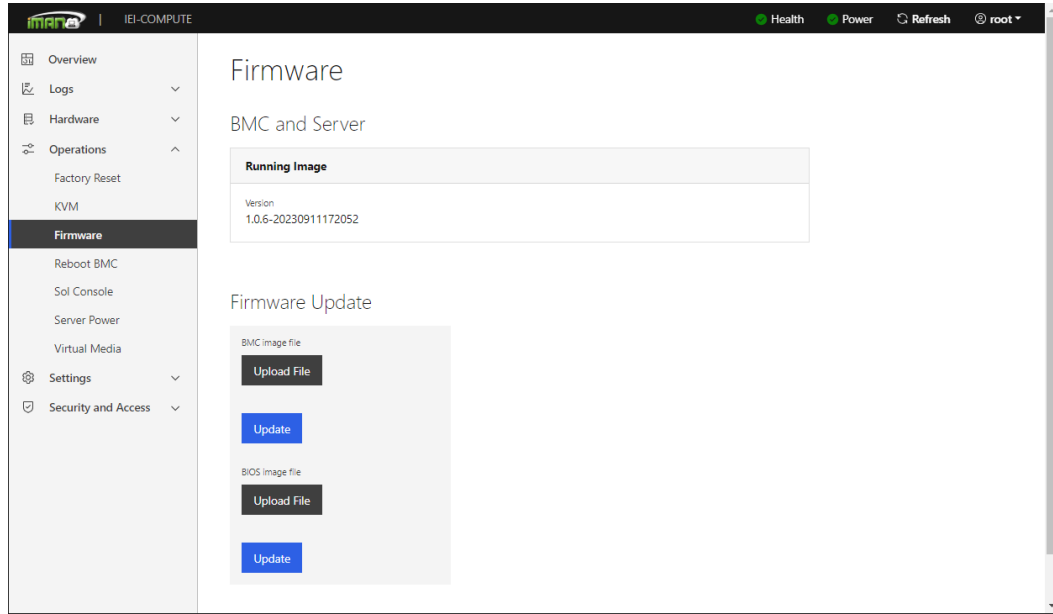 iMAN | IEI-COMPUTE Health Power Refresh root
Overview
Logs
Hardware
Operations
Factory Reset
KVM
Firmware
Reboot BMC
Sol Console
Server Power
Virtual Media
Settings
Security and Access
Firmware
BMC and Server
Running Image
Version
1.0.6-20230911172052
Firmware Update
BMC image file
Upload File
Update
BIOS image file
Upload File
Update